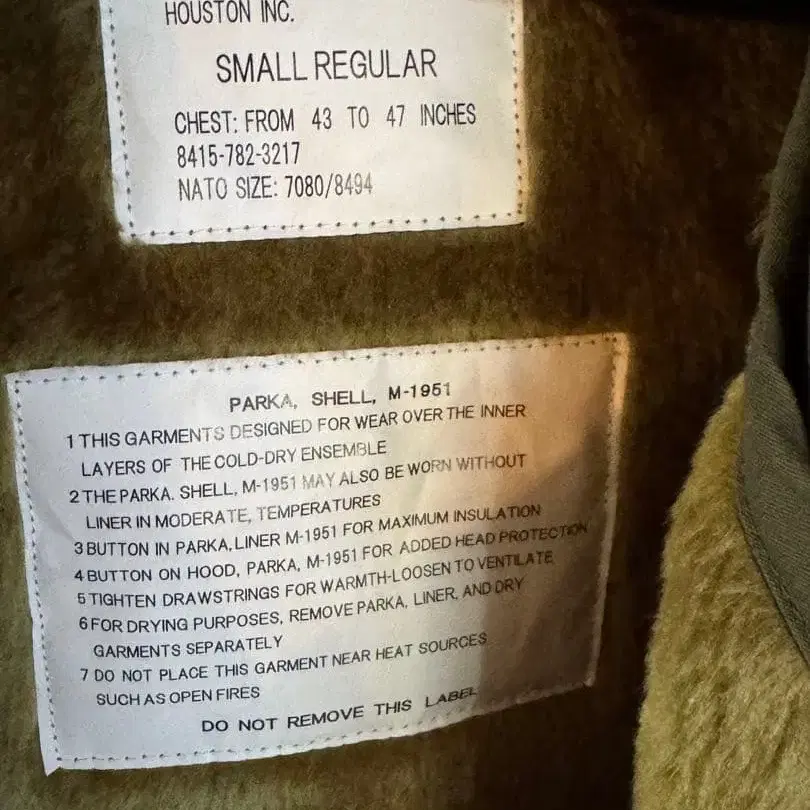 HOUSTON INC.
SMALL REGULAR
CHEST: FROM 43 TO 47 INCHES
8415-782-3217
NATO SIZE: 7080/8494
PARKA, SHELL, M-1951
1 THIS GARMENTS DESIGNED FOR WEAR OVER THE INNER
LAYERS OF THE COLD-DRY ENSEMBLE
2 THE PARKA. SHELL, M-1951 MAY ALSO BE WORN WITHOUT
LINER IN MODERATE, TEMPERATURES
3 BUTTON IN PARKA, LINER M-1951 FOR MAXIMUM INSULATION
4 BUTTON ON HOOD, PARKA, M-1951 FOR ADDED HEAD PROTECTION
5 TIGHTEN DRAWSTRINGS FOR WARMTH-LOOSEN TO VENTILATE
6 FOR DRYING PURPOSES, REMOVE PARKA, LINER, AND DRY
GARMENTS SEPARATELY
7 DO NOT PLACE THIS GARMENT NEAR HEAT SOURCES
SUCH AS OPEN FIRES
DO NOT REMOVE THIS LABEL